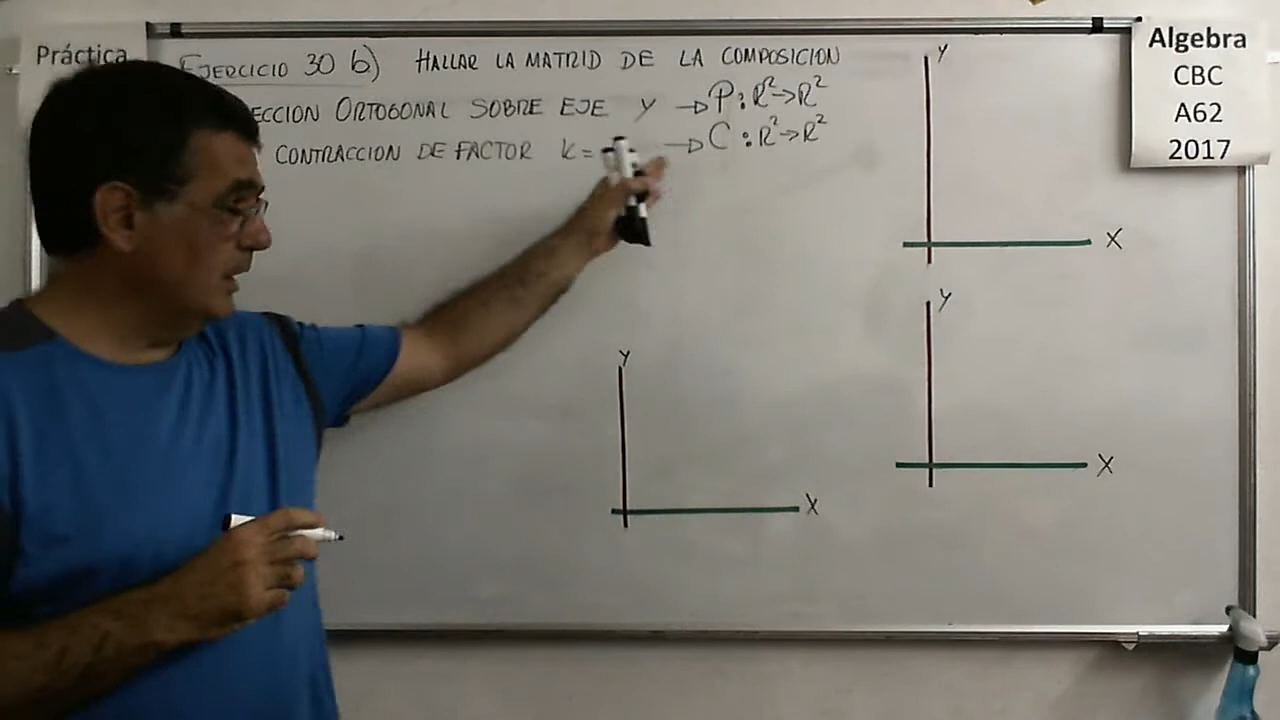 Práctica
EJERCICIO 30 b) HALLAR LA MATRID DE LA COMPOSICION
ECCION ORTOGONAL SOBRE EJE Y → P : R² → R²
CONTRACCION DE FACTOR K = → C : R² → R²
Algebra
CBC
A62
2017
Y
X
Y
X
Y
X